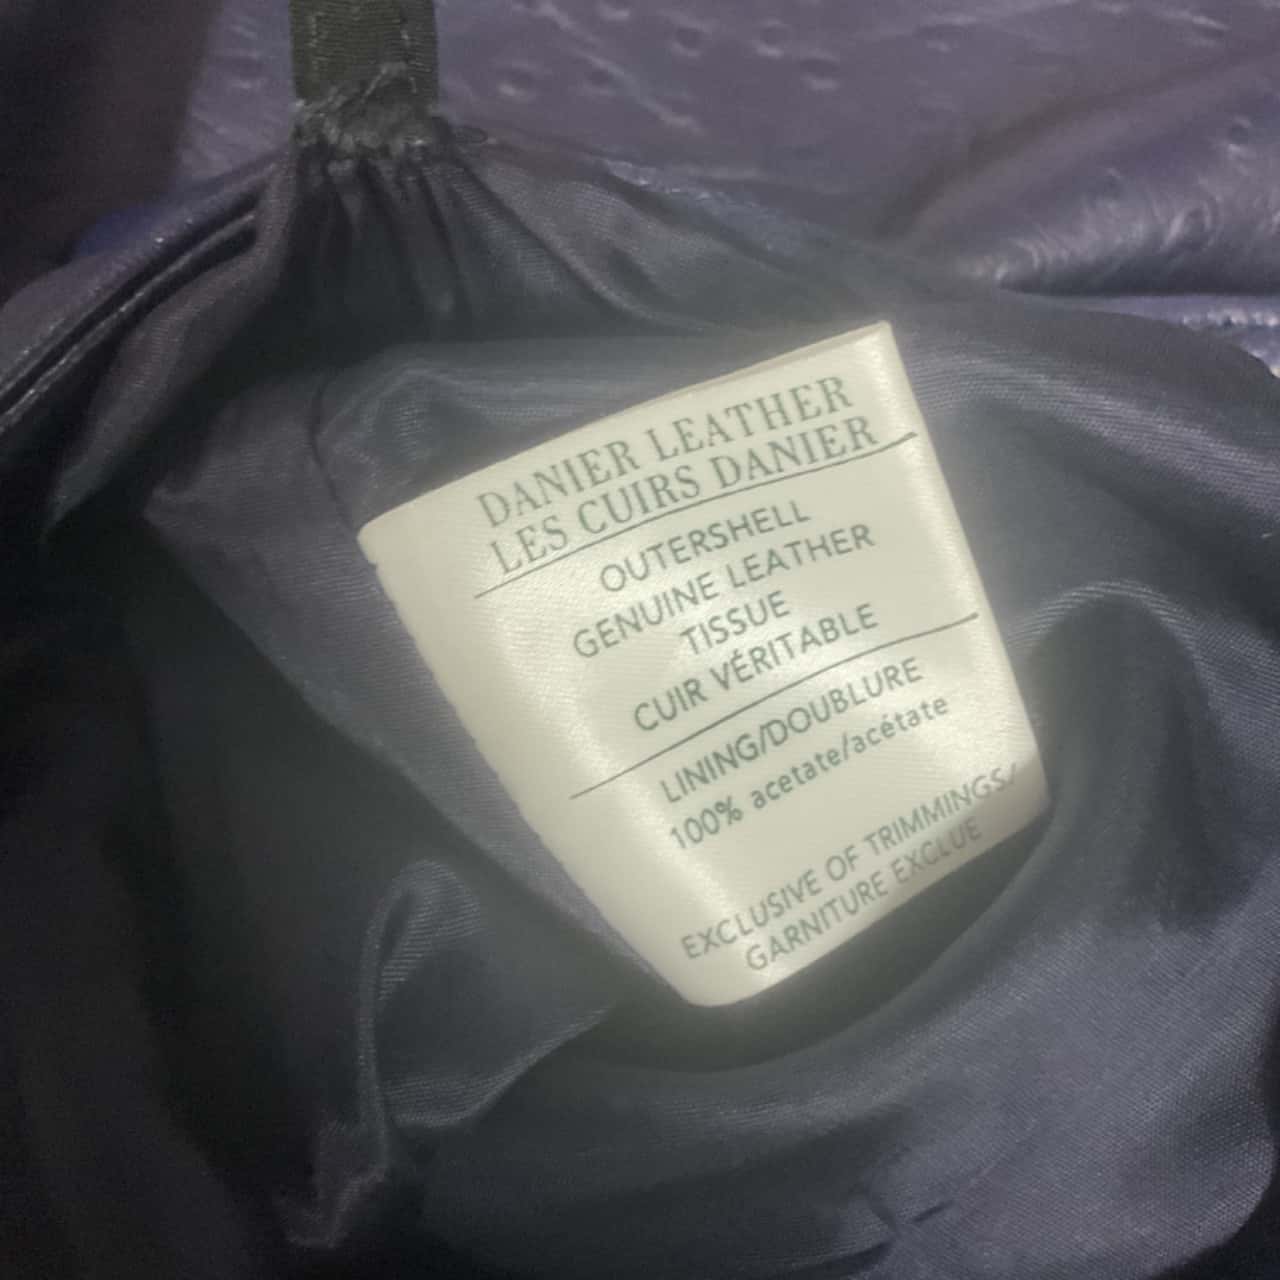 DANIER LEATHER
LES CUIRS DANIER
OUTERSHELL
GENUINE LEATHER
TISSUE
CUIR VÉRITABLE
LINING/DOUBLURE
100% acetate/acétate
EXCLUSIVE OF TRIMMINGS/
GARNITURE EXCLUE